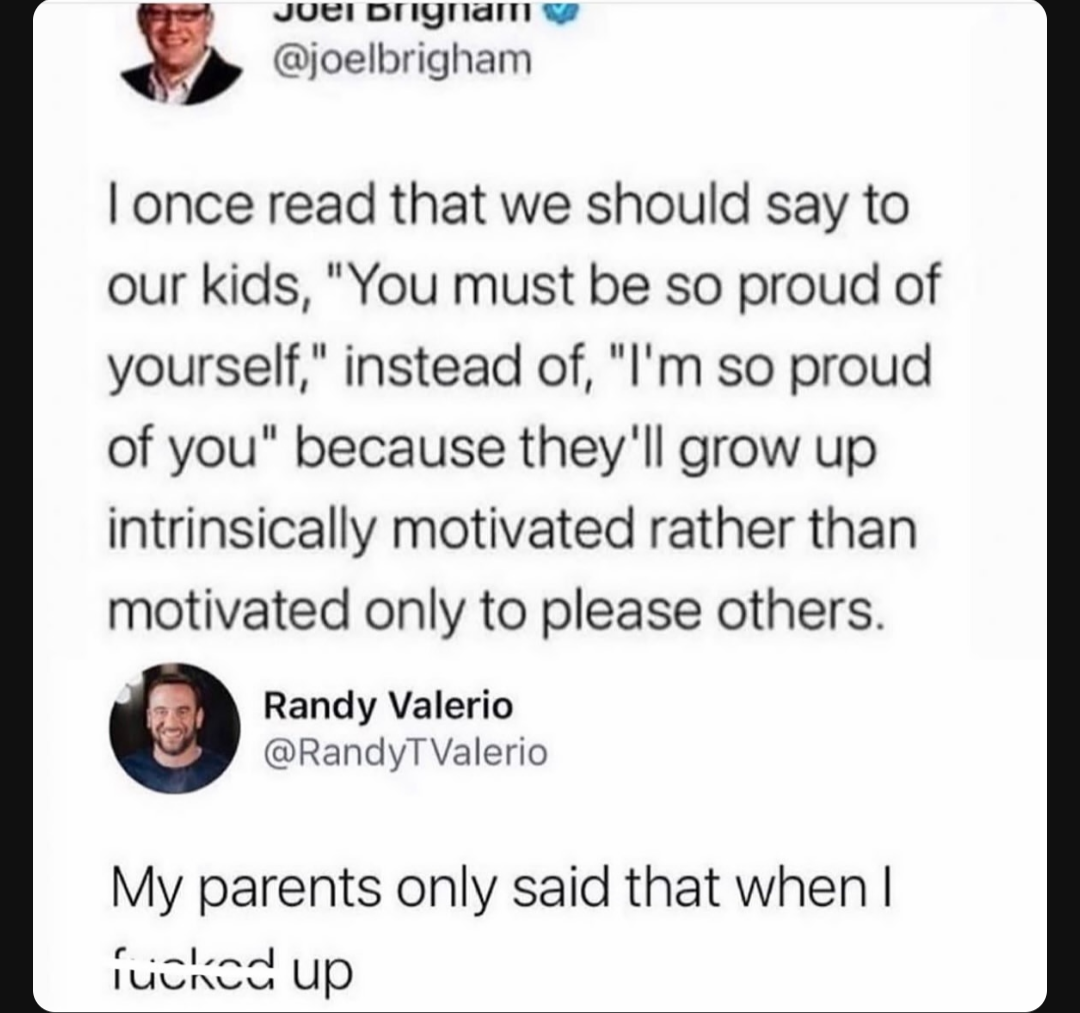 Joel Brigham
@joelbrigham
I once read that we should say to
our kids, "You must be so proud of
yourself," instead of, "I'm so proud
of you" because they'll grow up
intrinsically motivated rather than
motivated only to please others.
Randy Valerio
@RandyTValerio
My parents only said that when I
fucked up